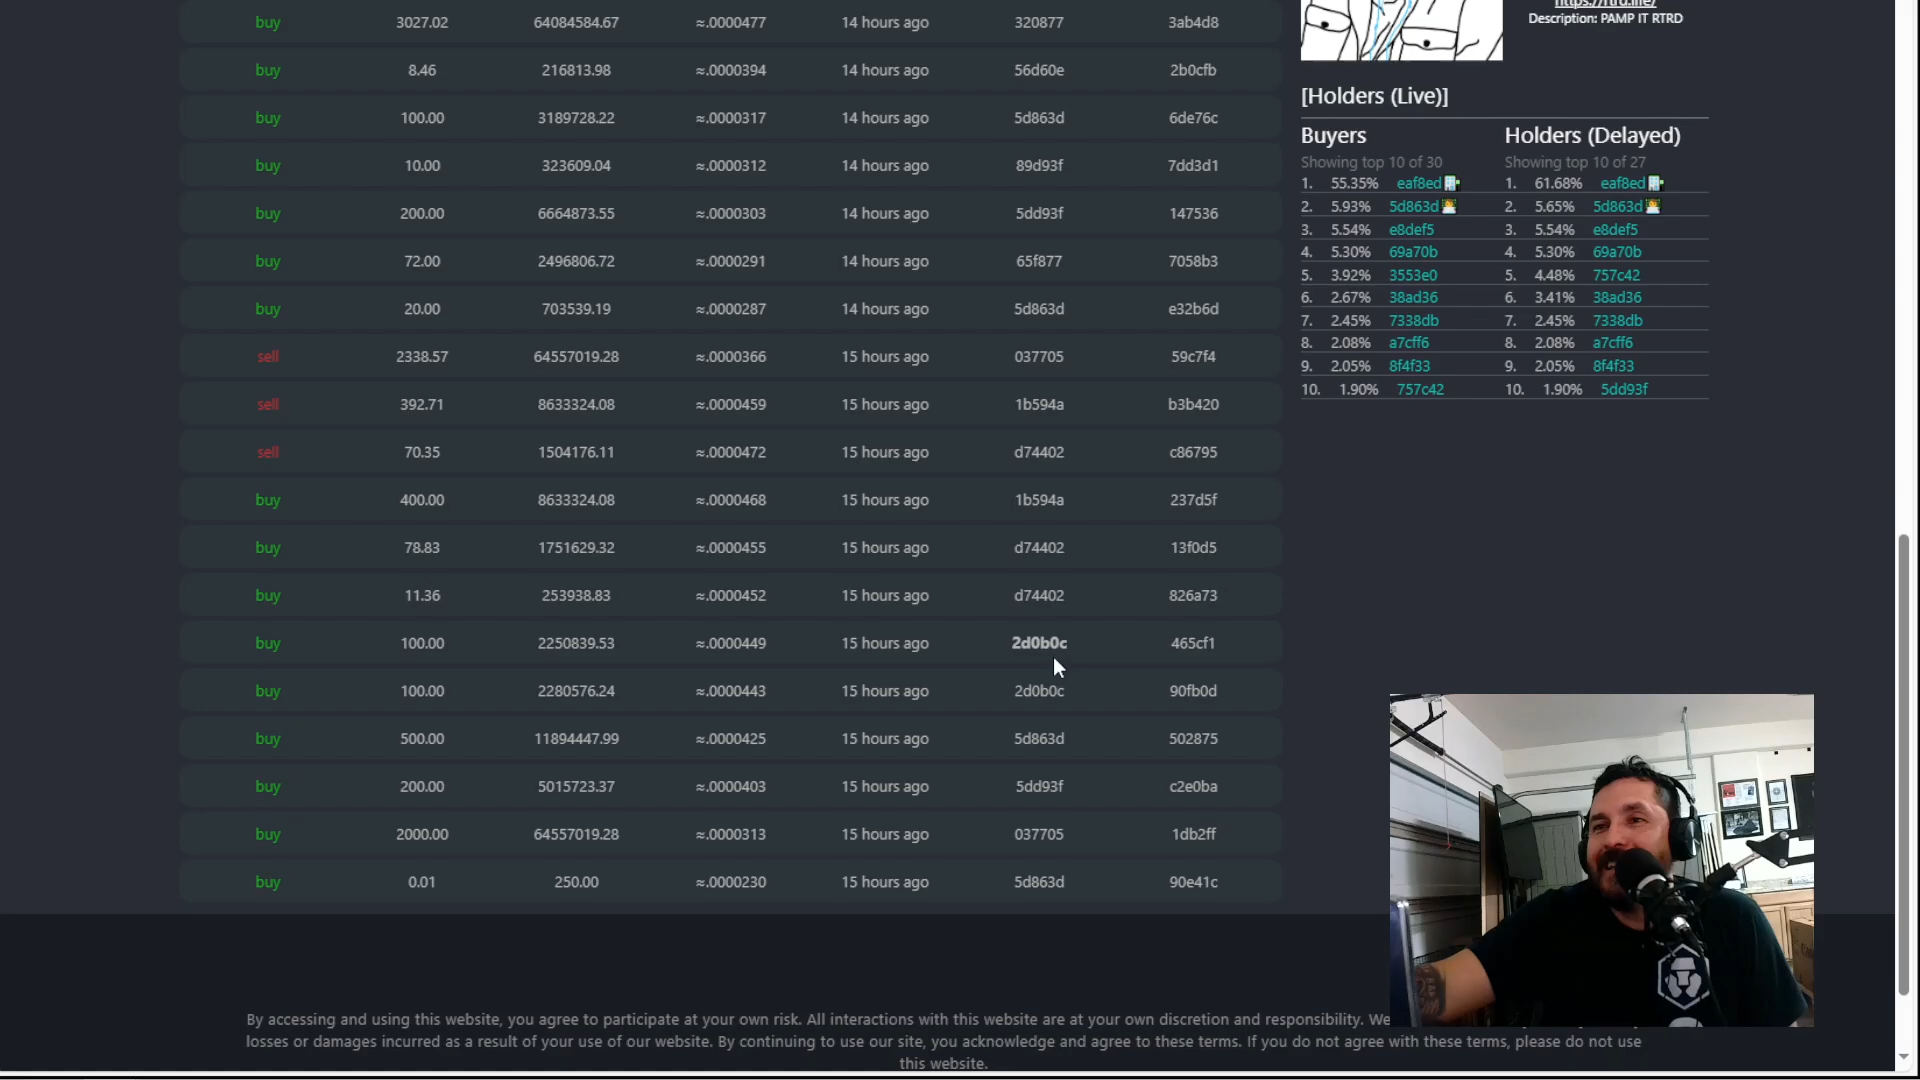 buy 3027.02 64084584.67 ≈.0000477 14 hours ago 320877 3ab4d8
buy 8.46 216813.98 ≈.0000394 14 hours ago 56d60e 2b0cfb
buy 100.00 3189728.22 ≈.0000317 14 hours ago 5d863d 6de76c
buy 10.00 323609.04 ≈.0000312 14 hours ago 89d93f 7dd3d1
buy 200.00 6664873.55 ≈.0000303 14 hours ago 5dd93f 147536
buy 72.00 2496806.72 ≈.0000291 14 hours ago 65f877 7058b3
buy 20.00 703539.19 ≈.0000287 14 hours ago 5d863d e32b6d
sell 2338.57 64557019.28 ≈.0000366 15 hours ago 037705 59c7f4
sell 392.71 8633324.08 ≈.0000459 15 hours ago 1b594a b3b420
sell 70.35 1504176.11 ≈.0000472 15 hours ago d74402 c86795
buy 400.00 8633324.08 ≈.0000468 15 hours ago 1b594a 237d5f
buy 78.83 1751629.32 ≈.0000455 15 hours ago d74402 13f0d5
buy 11.36 253938.83 ≈.0000452 15 hours ago d74402 826a73
buy 100.00 2250839.53 ≈.0000449 15 hours ago 2d0b0c 465cf1
buy 100.00 2280576.24 ≈.0000443 15 hours ago 2d0b0c 90fb0d
buy 500.00 11894447.99 ≈.0000425 15 hours ago 5d863d 502875
buy 200.00 5015723.37 ≈.0000403 15 hours ago 5dd93f c2e0ba
buy 2000.00 64557019.28 ≈.0000313 15 hours ago 037705 1db2ff
buy 0.01 250.00 ≈.0000230 15 hours ago 5d863d 90e41c
https://rtrd.life/
Description: PAMP IT RTRD
[Holders (Live)]
Buyers Holders (Delayed)
Showing top 10 of 30 Showing top 10 of 27
1. 55.35% eaf8ed 1. 61.68% eaf8ed
2. 5.93% 5d863d 2. 5.65% 5d863d
3. 5.54% e8def5 3. 5.54% e8def5
4. 5.30% 69a70b 4. 5.30% 69a70b
5. 3.92% 3553e0 5. 4.48% 757c42
6. 2.67% 38ad36 6. 3.41% 38ad36
7. 2.45% 7338db 7. 2.45% 7338db
8. 2.08% a7cff6 8. 2.08% a7cff6
9. 2.05% 8f4f33 9. 2.05% 8f4f33
10. 1.90% 757c42 10. 1.90% 5dd93f
By accessing and using this website, you agree to participate at your own risk. All interactions with this website are at your own discretion and responsibility. We
losses or damages incurred as a result of your use of our website. By continuing to use our site, you acknowledge and agree to these terms. If you do not agree with these terms, please do not use
this website.